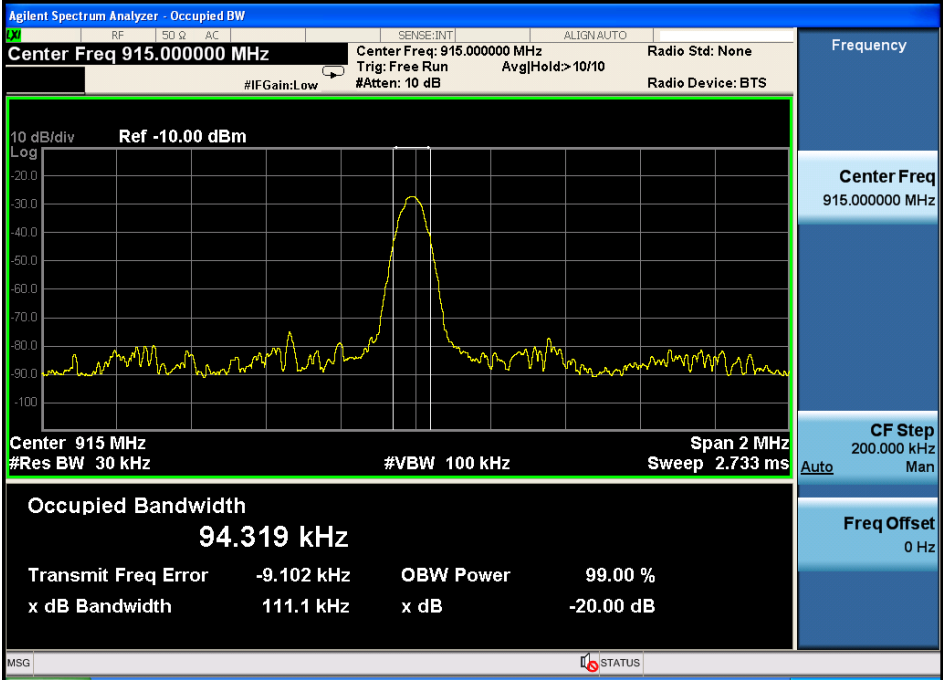 Agilent Spectrum Analyzer - Occupied BW
LXI RF 50 Ω AC SENSE:INT ALIGN AUTO
Center Freq 915.000000 MHz
Center Freq: 915.000000 MHz Radio Std: None
Trig: Free Run Avg|Hold:>10/10
#IFGain:Low #Atten: 10 dB Radio Device: BTS
10 dB/div Ref -10.00 dBm
Log
-20.0
-30.0
-40.0
-50.0
-60.0
-70.0
-80.0
-90.0
-100
Center 915 MHz Span 2 MHz
#Res BW 30 kHz #VBW 100 kHz Sweep 2.733 ms
Occupied Bandwidth
94.319 kHz
Transmit Freq Error -9.102 kHz OBW Power 99.00 %
x dB Bandwidth 111.1 kHz x dB -20.00 dB
MSG STATUS
Frequency
Center Freq
915.000000 MHz
CF Step
200.000 kHz
Auto Man
Freq Offset
0 Hz